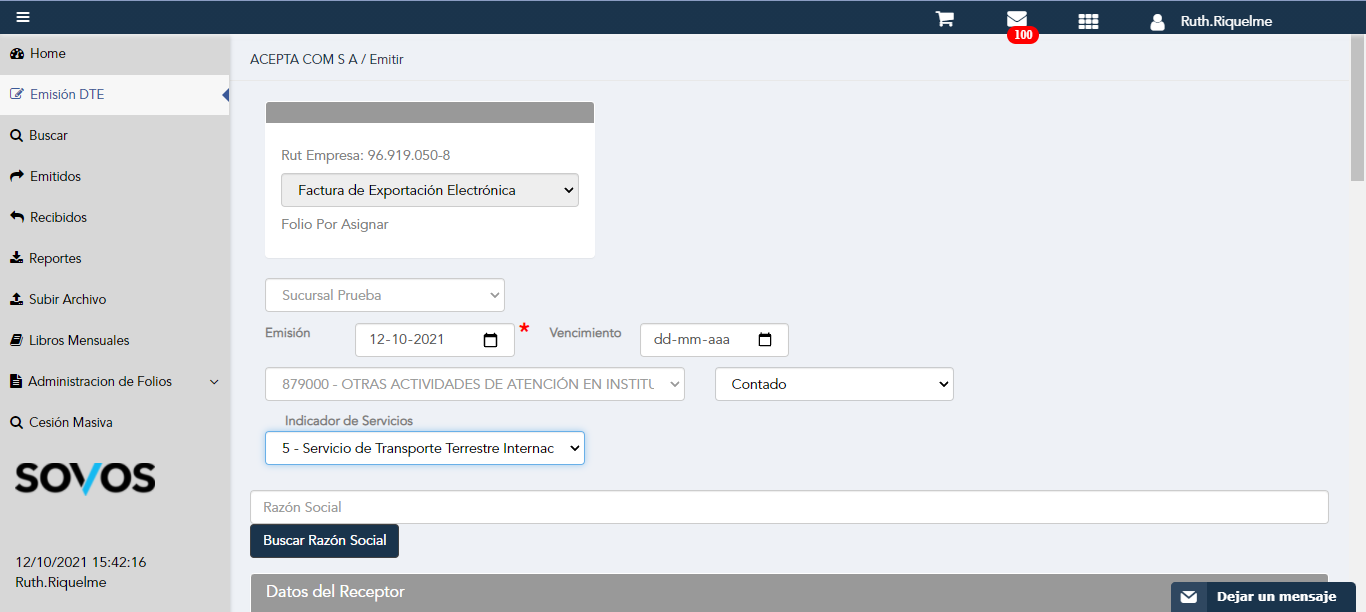 100
Ruth.Riquelme
Home
Emisión DTE
Buscar
Emitidos
Recibidos
Reportes
Subir Archivo
Libros Mensuales
Administracion de Folios
Cesión Masiva
SOVOS
12/10/2021 15:42:16
Ruth.Riquelme
ACEPTA COM S A / Emitir
Rut Empresa: 96.919.050-8
Factura de Exportación Electrónica
Folio Por Asignar
Sucursal Prueba
Emisión 12-10-2021 * Vencimiento dd-mm-aaa
879000 - OTRAS ACTIVIDADES DE ATENCIÓN EN INSTITU Contado
Indicador de Servicios
5 - Servicio de Transporte Terrestre Internac
Razón Social
Buscar Razón Social
Datos del Receptor
Dejar un mensaje